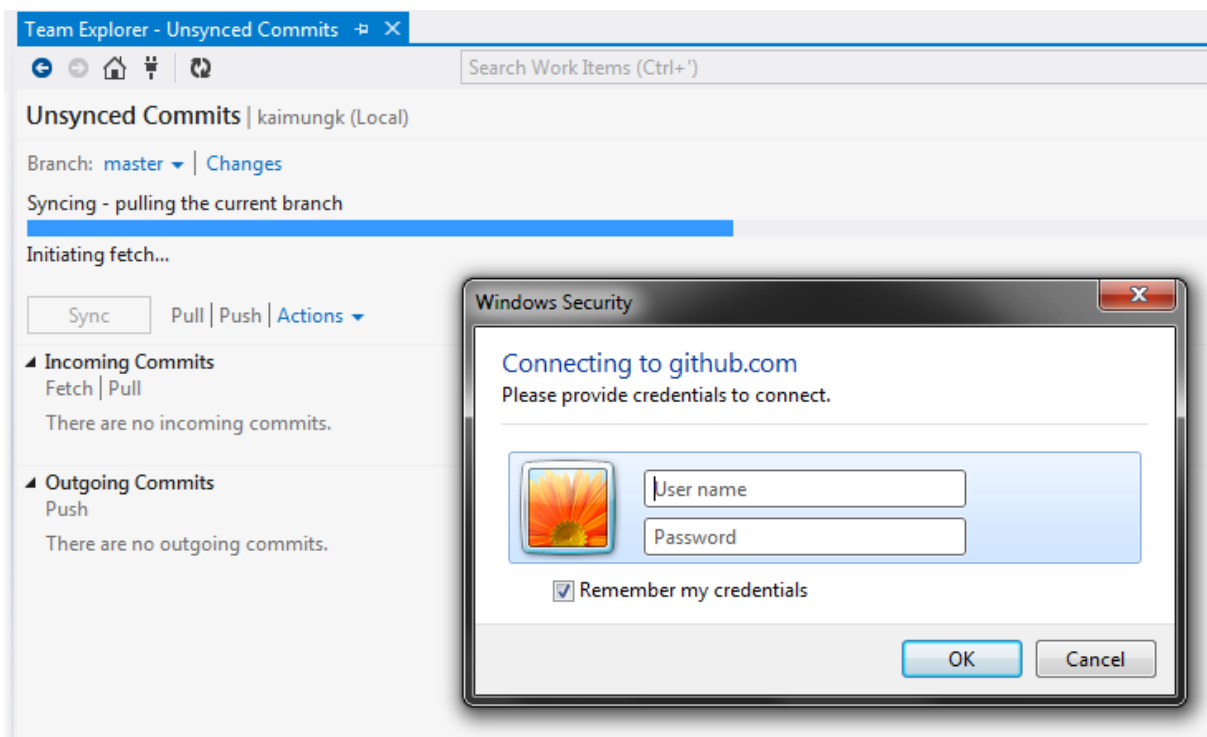 Team Explorer - Unsynced Commits
Search Work Items (Ctrl+')
Unsynced Commits | kaimungk (Local)
Branch: master | Changes
Syncing - pulling the current branch
Initiating fetch...
Sync Pull | Push | Actions
Incoming Commits
Fetch | Pull
There are no incoming commits.
Outgoing Commits
Push
There are no outgoing commits.
Windows Security
Connecting to github.com
Please provide credentials to connect.
User name
Password
Remember my credentials
OK Cancel